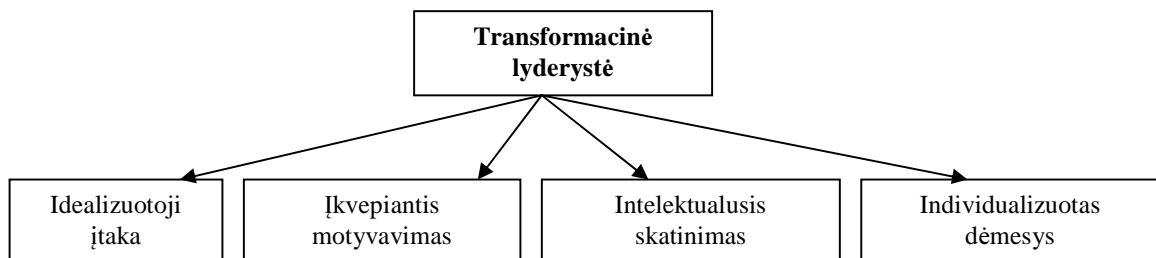 Transformacinė
lyderystė
Idealizuotoji
įtaka
Įkvepiantis
motyvavimas
Intelektualusis
skatinimas
Individualizuotas
dėmesys